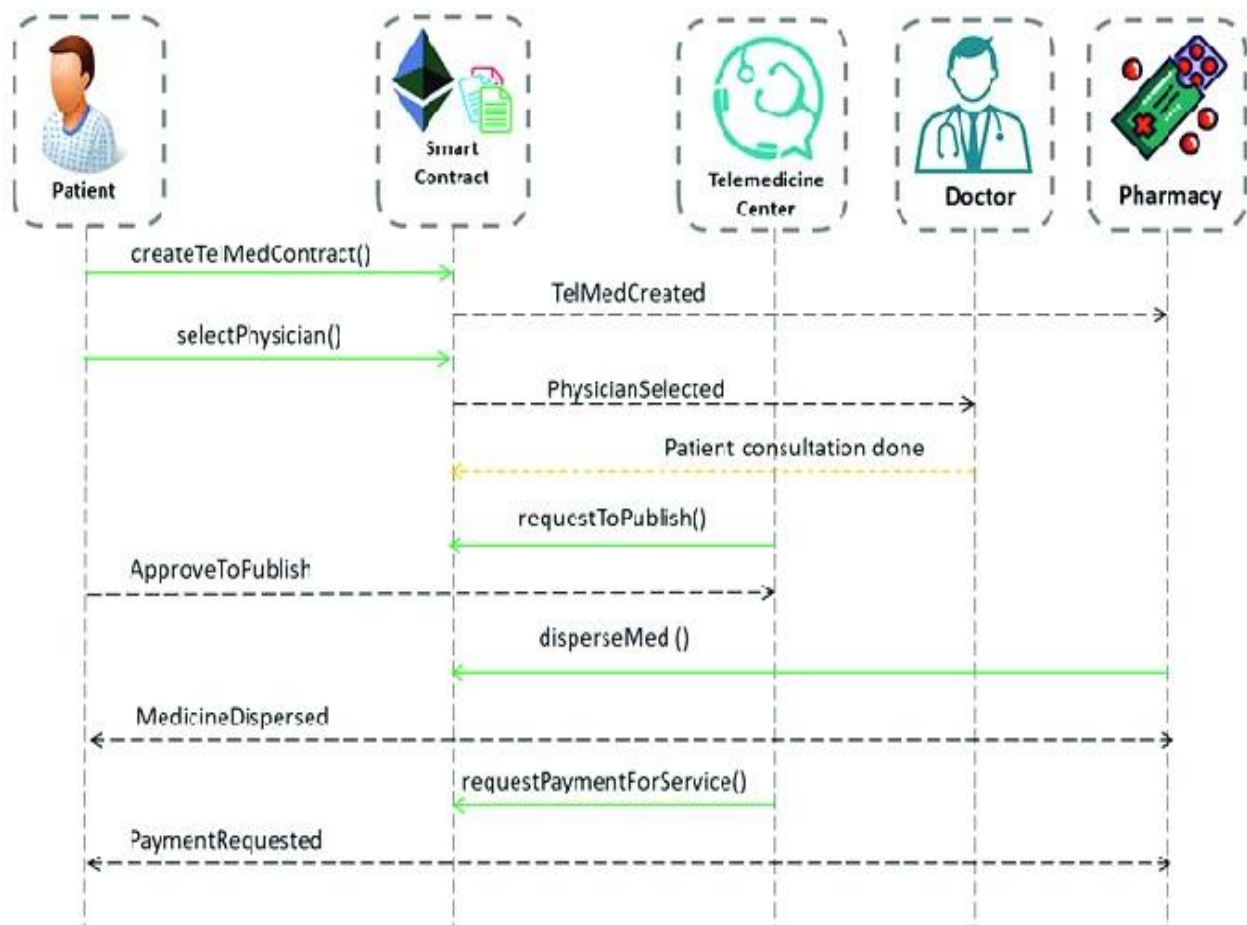 Patient
Smart
Contract
Telemedicine
Center
Doctor
Pharmacy
createTelMedContract()
TelMedCreated
selectPhysician()
PhysicianSelected
Patient consultation done
requestToPublish()
ApproveToPublish
disperseMed ()
MedicineDispersed
requestPaymentForService()
PaymentRequested